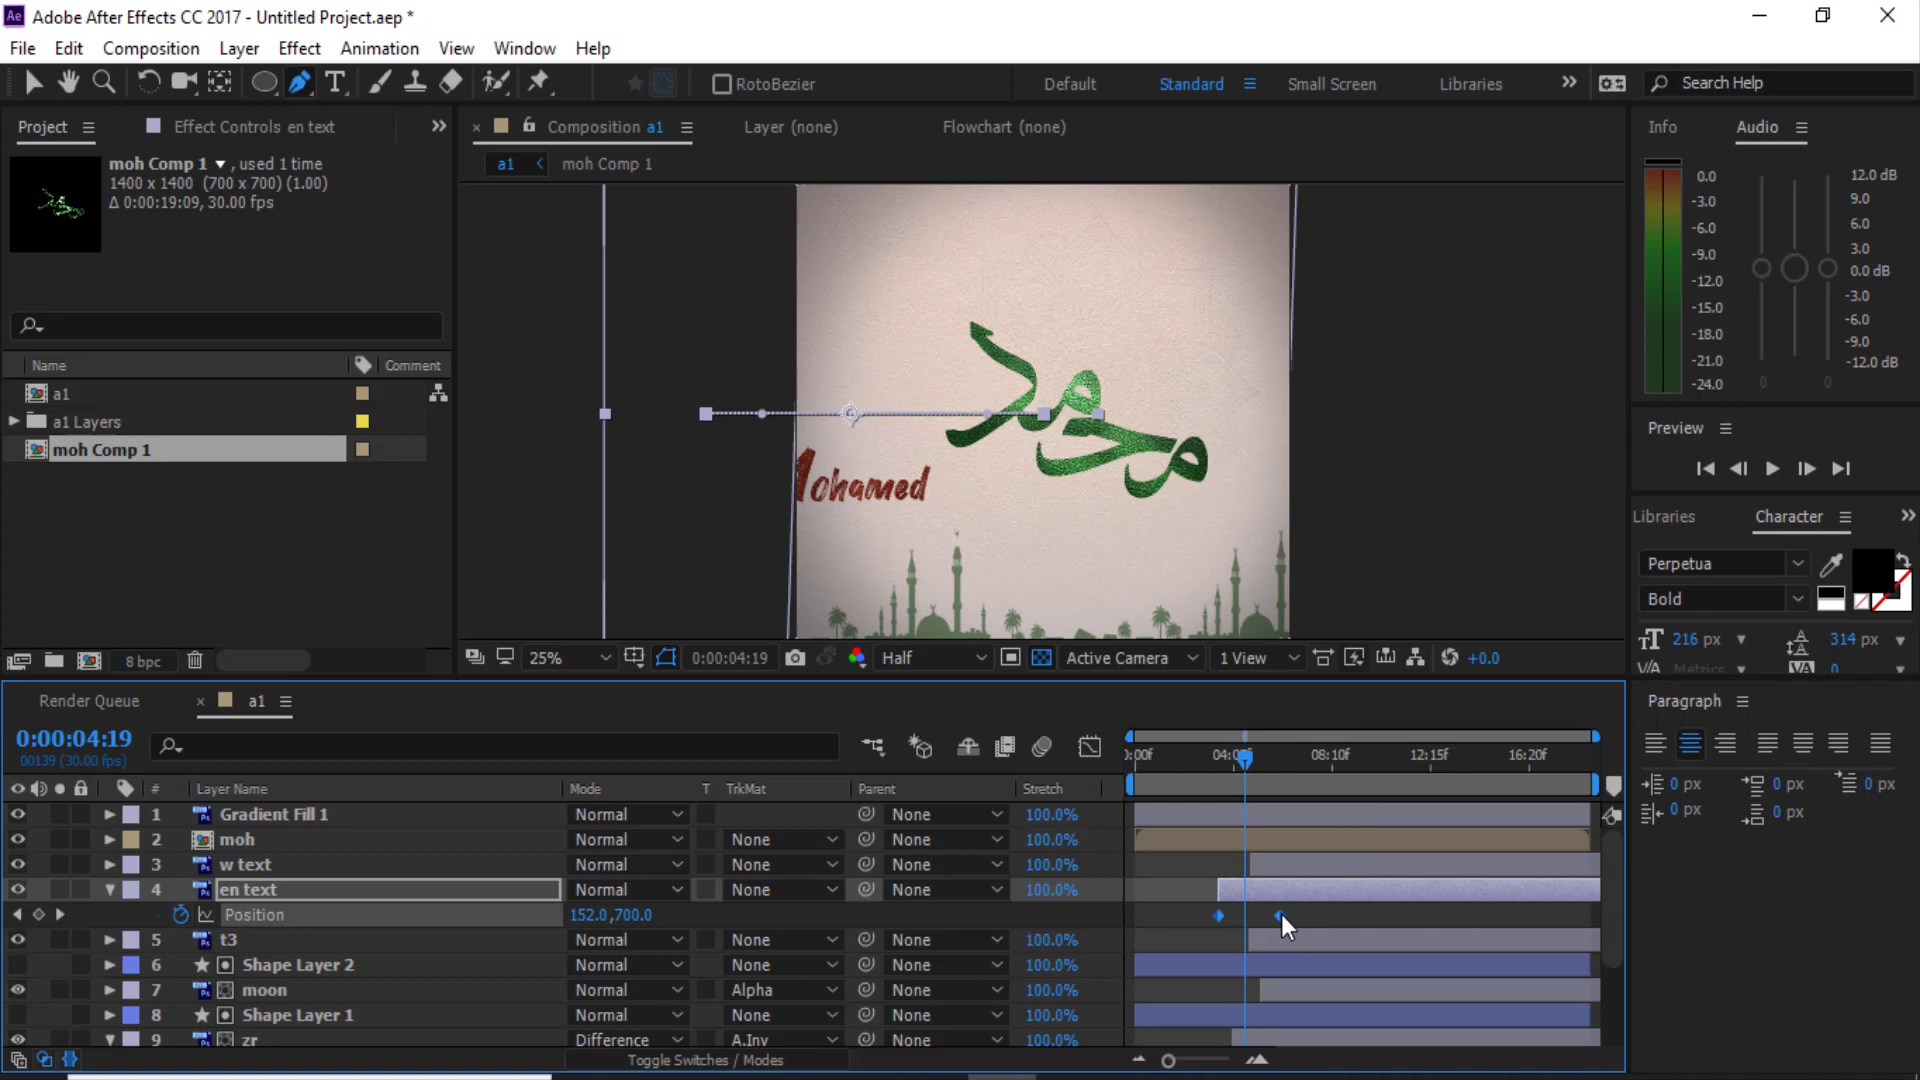 Adobe After Effects CC 2017 - Untitled Project.aep *
File Edit Composition Layer Effect Animation View Window Help
RotoBezier Default Standard Small Screen Libraries Search Help
Project Effect Controls en text Composition a1 Layer (none) Flowchart (none) Info Audio
a1 moh Comp 1
moh Comp 1 , used 1 time
1400 x 1400 (700 x 700) (1.00)
Δ 0:00:19:09, 30.00 fps
Name Comment
a1
a1 Layers
moh Comp 1
محمد
Mohamed
0.0 12.0 dB
-3.0 9.0
-6.0 6.0
-9.0 3.0
-12.0 0.0 dB
-15.0 -3.0
-18.0 -6.0
-21.0 -9.0
-24.0 -12.0 dB
0 0
Preview
Libraries Character
Perpetua
Bold
216 px 314 px
Metrics 0
8 bpc 25% 0:00:04:19 Half Active Camera 1 View +0.0
Render Queue a1
0:00:04:19
00139 (30.00 fps)
08:10f 12:15f 16:20f
# Layer Name Mode T TrkMat Parent Stretch
1 Gradient Fill 1 Normal None 100.0%
2 moh Normal None None 100.0%
3 w text Normal None None 100.0%
4 en text Normal None None 100.0%
Position 152.0,700.0
5 t3 Normal None None 100.0%
6 Shape Layer 2 Normal None None 100.0%
7 moon Normal Alpha None 100.0%
8 Shape Layer 1 Normal None None 100.0%
9 zr Difference A.Inv None 100.0%
Toggle Switches / Modes
Paragraph
0 px 0 px 0 px
0 px 0 px